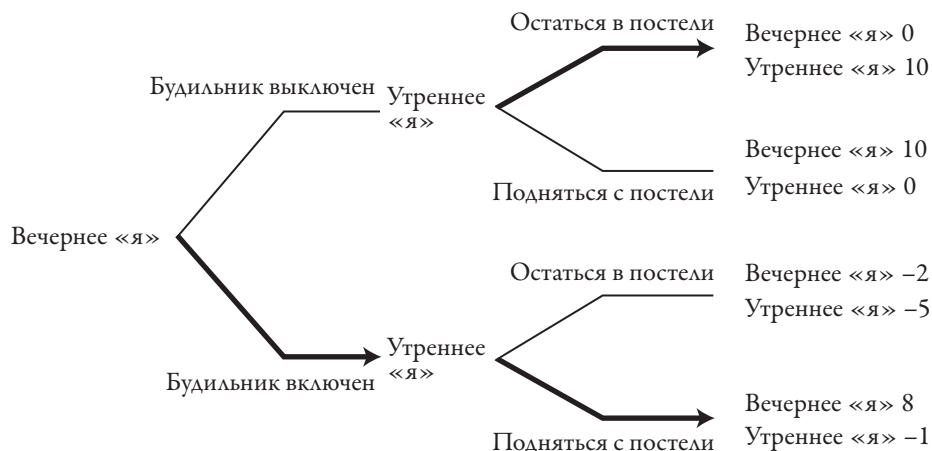 Остаться в постели
Вечернее «я» 0
Утреннее «я» 10
Будильник выключен
Утреннее
«я»
Вечернее «я» 10
Подняться с постели
Утреннее «я» 0
Вечернее «я»
Остаться в постели
Вечернее «я» –2
Утреннее «я» –5
Утреннее
«я»
Будильник включен
Вечернее «я» 8
Подняться с постели
Утреннее «я» –1